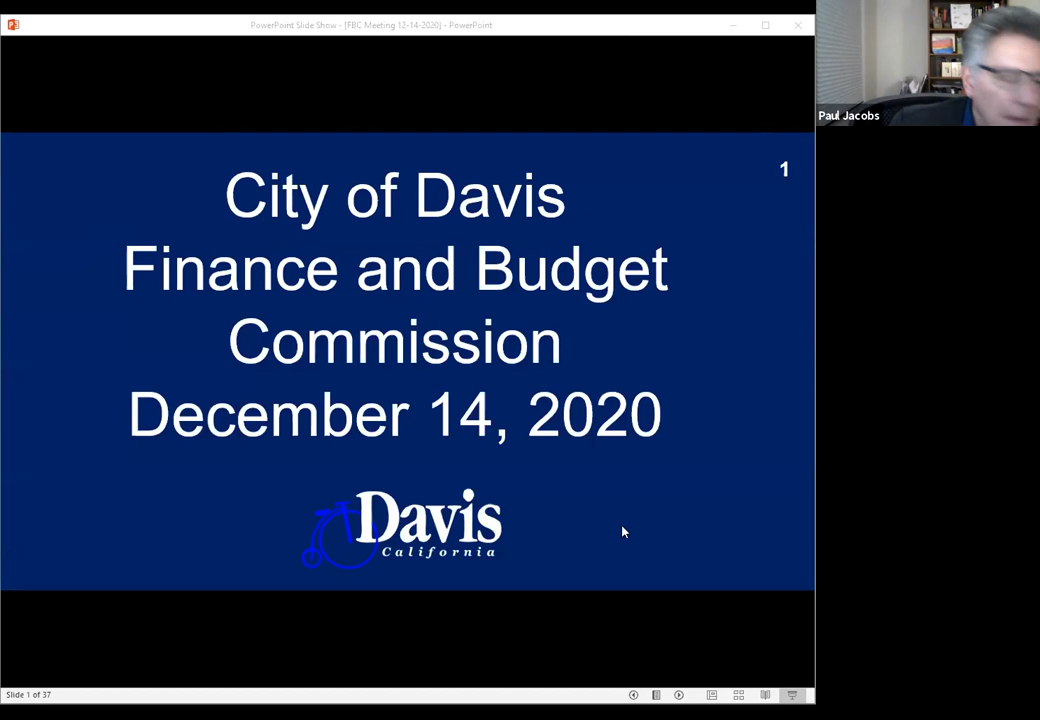 PowerPoint Slide Show - [FBC Meeting 12-14-2020] - PowerPoint
Paul Jacobs
1
City of Davis
Finance and Budget
Commission
December 14, 2020
Davis
California
Slide 1 of 37